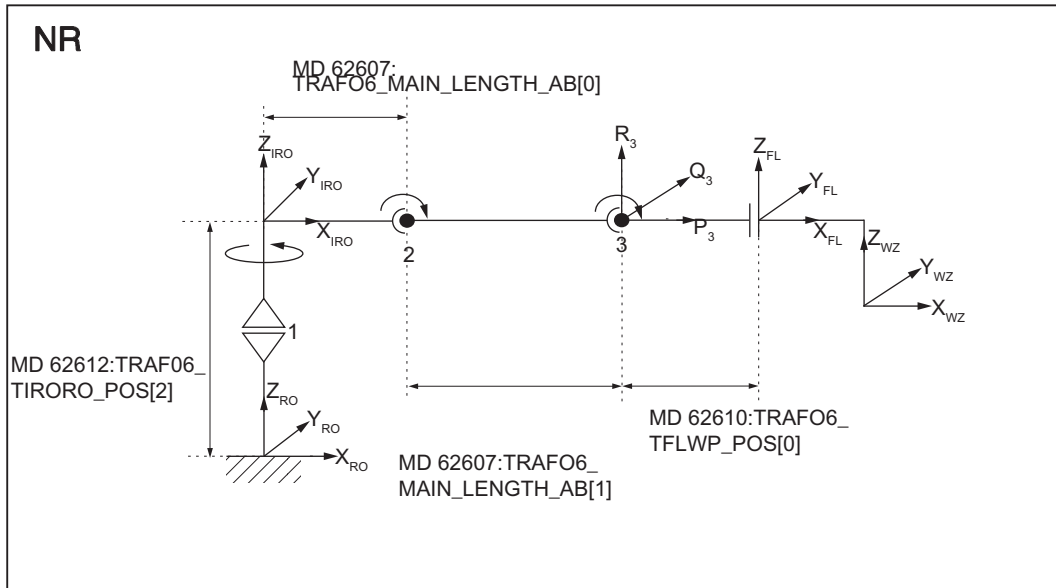 NR
MD 62607:
TRAFO6_MAIN_LENGTH_AB[0]
Z IRO
Y IRO
X IRO
R 3
Q 3
P 3
Z FL
Y FL
X FL
Z WZ
Y WZ
X WZ
2
3
1
MD 62612:TRAF06_
TIRORO_POS[2]
Z RO
Y RO
X RO
MD 62610:TRAFO6_
TFLWP_POS[0]
MD 62607:TRAFO6_
MAIN_LENGTH_AB[1]